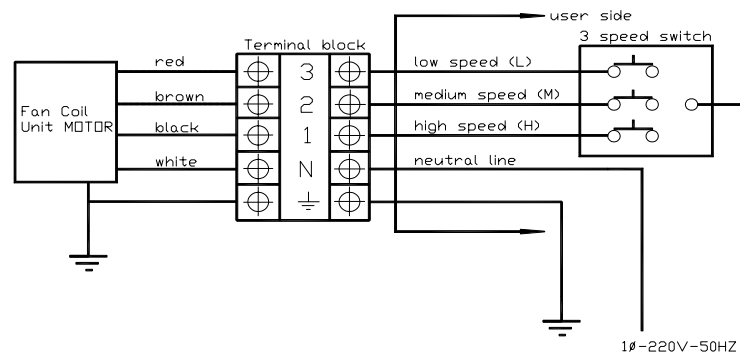 user side
Terminal block
3 speed switch
red
3
low speed (L)
brown
2
medium speed (M)
Fan Coil
Unit MOTOR
black
1
high speed (H)
white
N
neutral line
1ø-220V-50HZ